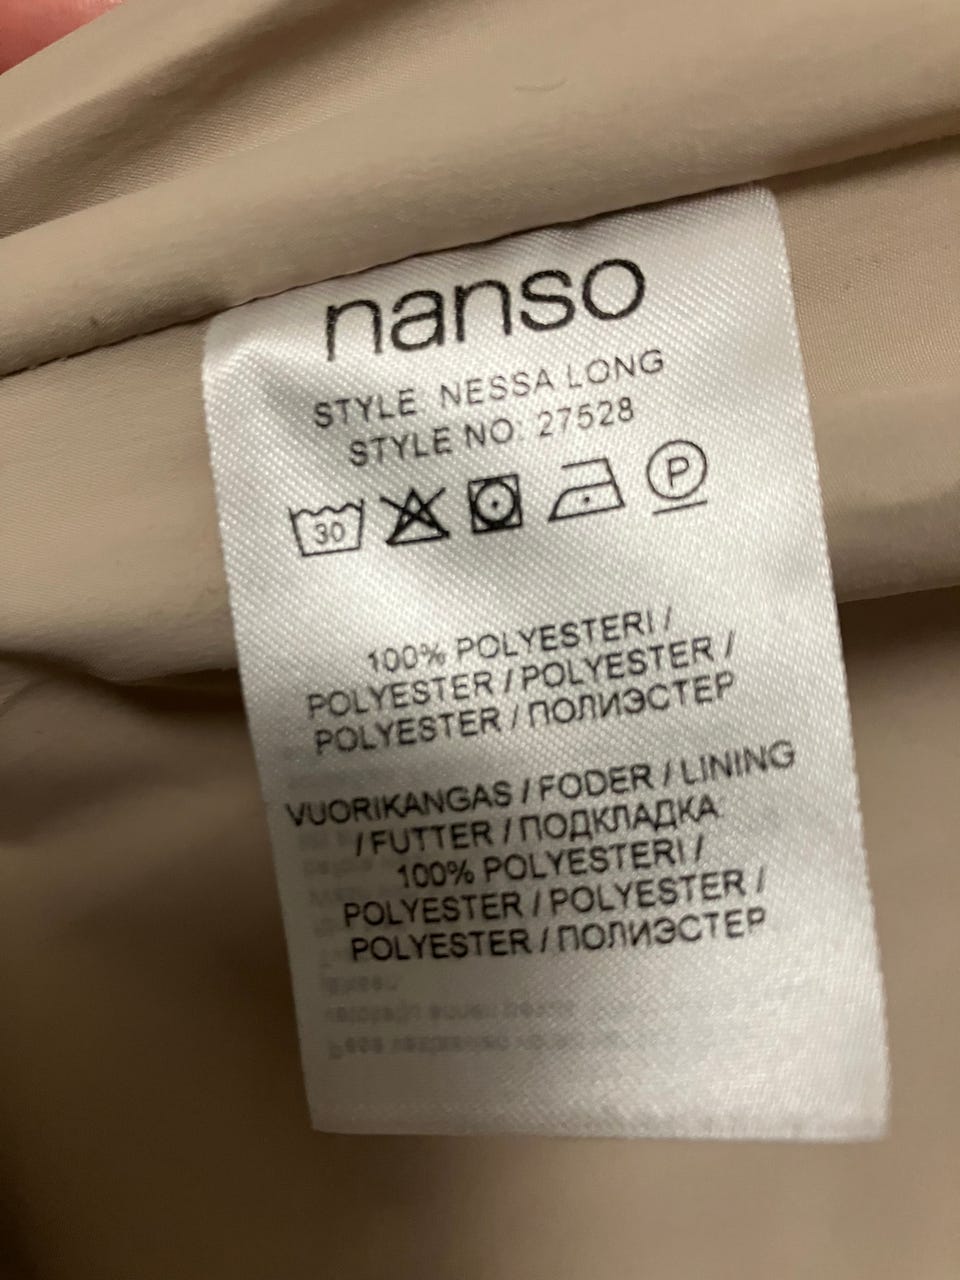 nanso
STYLE: NESSA LONG
STYLE NO: 27528
30 P
100% POLYESTERI /
POLYESTER / POLYESTER /
POLYESTER / ПОЛИЭСТЕР
VUORIKANGAS / FODER / LINING
/ FUTTER / ПОДКЛАДКА
100% POLYESTERI /
POLYESTER / POLYESTER /
POLYESTER / ПОЛИЭСТЕР